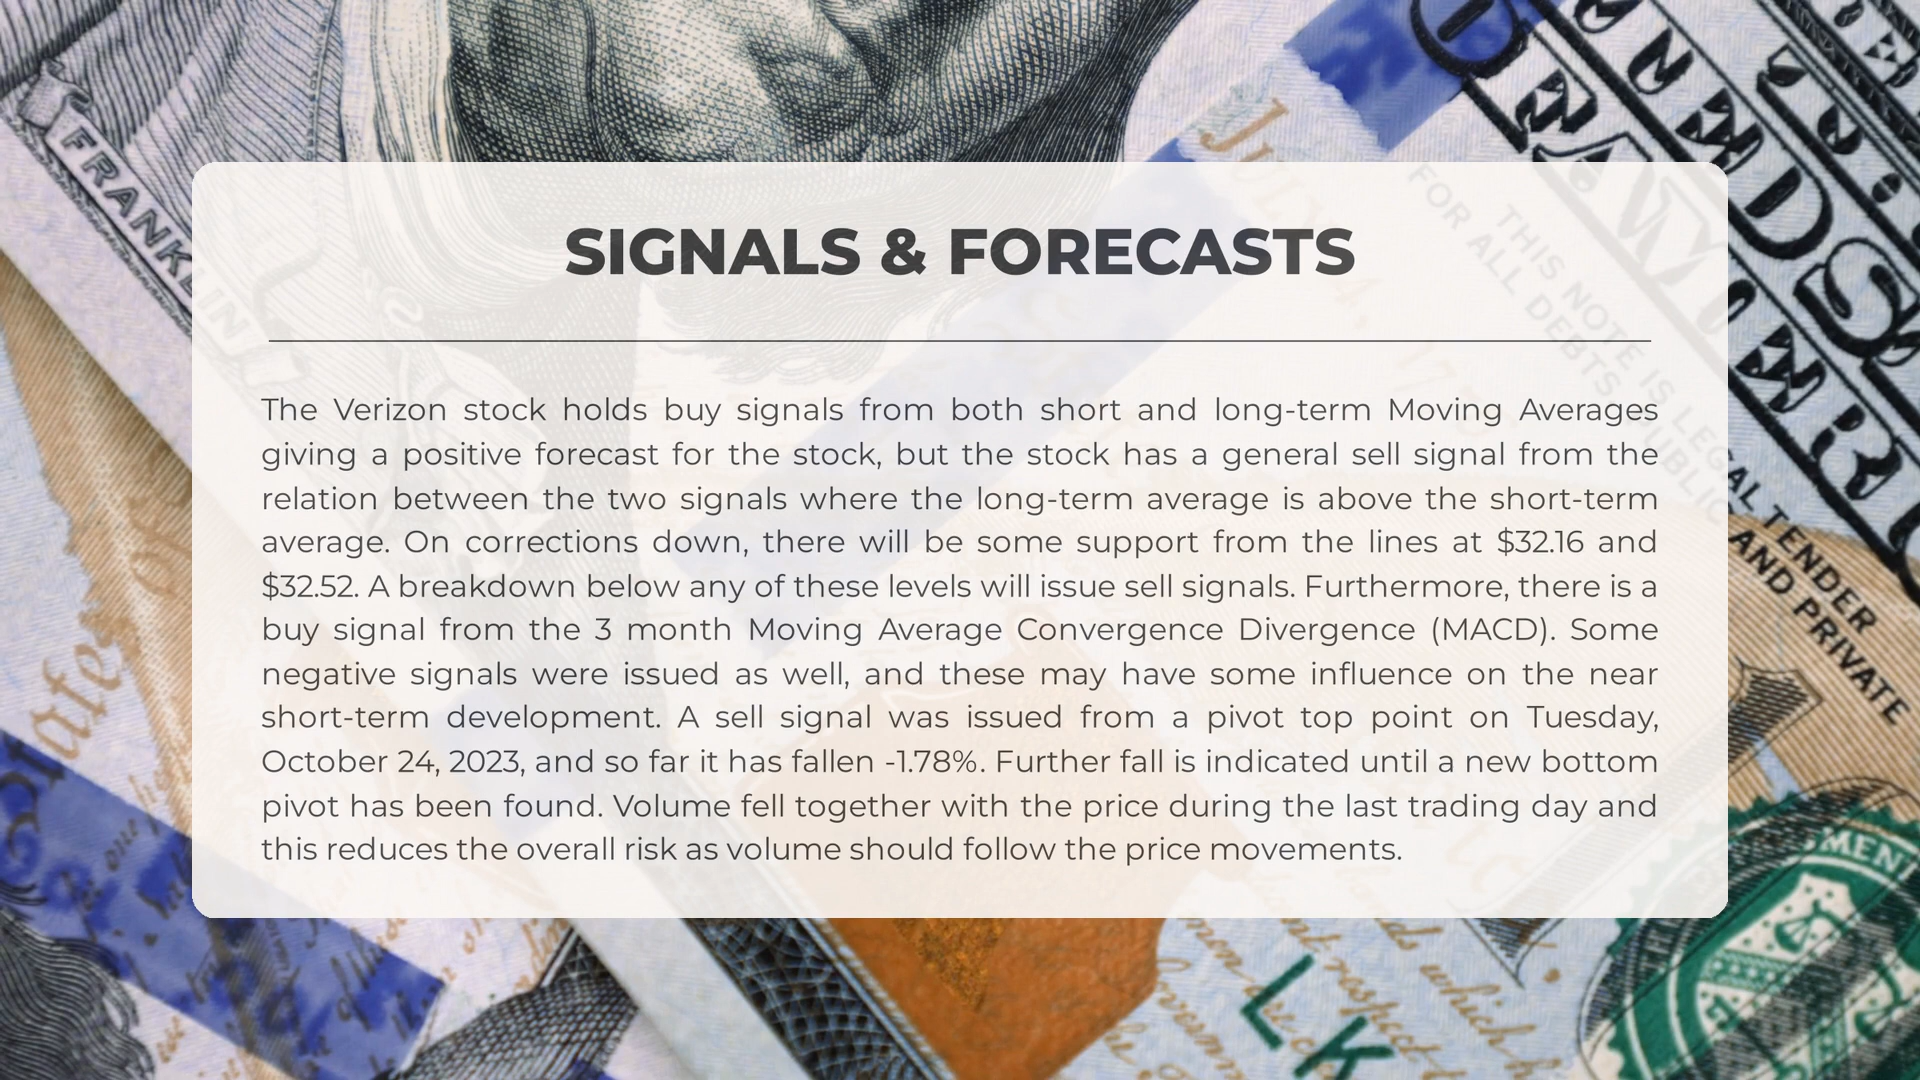 FRANKLIN
July 4, 17
THIS NOTE IS LEGAL TENDER
FOR ALL DEBTS, PUBLIC AND PRIVATE
SIGNALS & FORECASTS
The Verizon stock holds buy signals from both short and long-term Moving Averages
giving a positive forecast for the stock, but the stock has a general sell signal from the
relation between the two signals where the long-term average is above the short-term
average. On corrections down, there will be some support from the lines at $32.16 and
$32.52. A breakdown below any of these levels will issue sell signals. Furthermore, there is a
buy signal from the 3 month Moving Average Convergence Divergence (MACD). Some
negative signals were issued as well, and these may have some influence on the near
short-term development. A sell signal was issued from a pivot top point on Tuesday,
October 24, 2023, and so far it has fallen -1.78%. Further fall is indicated until a new bottom
pivot has been found. Volume fell together with the price during the last trading day and
this reduces the overall risk as volume should follow the price movements.
L K